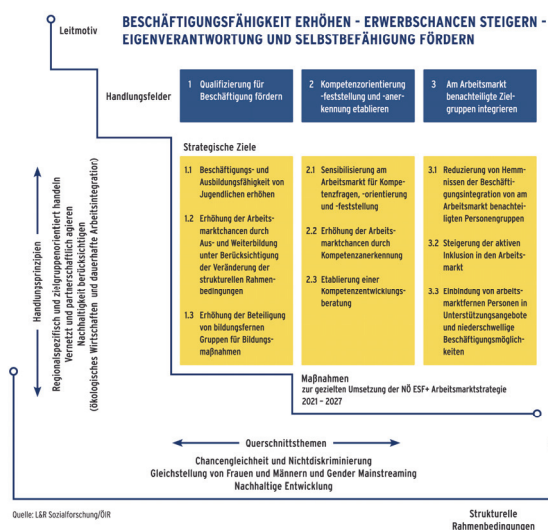 Leitmotiv
BESCHÄFTIGUNGSFÄHIGKEIT ERHÖHEN - ERWERBSCHANCEN STEIGERN -
EIGENVERANTWORTUNG UND SELBSTBEFÄHIGUNG FÖRDERN
Handlungsfelder
1 Qualifizierung für
Beschäftigung fördern
2 Kompetenzorientierung
-feststellung und -aner-
kennung etablieren
3 Am Arbeitsmarkt
benachteiligte Ziel-
gruppen integrieren
Strategische Ziele
1.1 Beschäftigungs- und
Ausbildungsfähigkeit von
Jugendlichen erhöhen
1.2 Erhöhung der Arbeits-
marktchancen durch
Aus- und Weiterbildung
unter Berücksichtigung
der Veränderung der
strukturellen Rahmen-
bedingungen
1.3 Erhöhung der Beteiligung
von bildungsfernen
Gruppen für Bildungs-
maßnahmen
2.1 Sensibilisierung am
Arbeitsmarkt für Kompe-
tenzfragen, -orientierung
und -feststellung
2.2 Erhöhung der Arbeits-
marktchancen durch
Kompetenzanerkennung
2.3 Etablierung einer
Kompetenzentwicklungs-
beratung
3.1 Reduzierung von Hemm-
nissen der Beschäfti-
gungsintegration von am
Arbeitsmarkt benach-
teiligten Personengruppen
3.2 Steigerung der aktiven
Inklusion in den Arbeits-
markt
3.3 Einbindung von arbeits-
marktfernen Personen in
Unterstützungsangebote
und niederschwellige
Beschäftigungsmöglich-
keiten
Handlungsprinzipien
Regionalspezifisch und zielgruppenorientiert handeln
Vernetzt und partnerschaftlich agieren
Nachhaltigkeit berücksichtigen
(ökologisches Wirtschaften und dauerhafte Arbeitsintegration)
Maßnahmen
zur gezielten Umsetzung der NÖ ESF+ Arbeitsmarktstrategie
2021 – 2027
Querschnittsthemen
Chancengleichheit und Nichtdiskriminierung
Gleichstellung von Frauen und Männern und Gender Mainstreaming
Nachhaltige Entwicklung
Quelle: L&R Sozialforschung/ÖIR
Strukturelle
Rahmenbedingungen